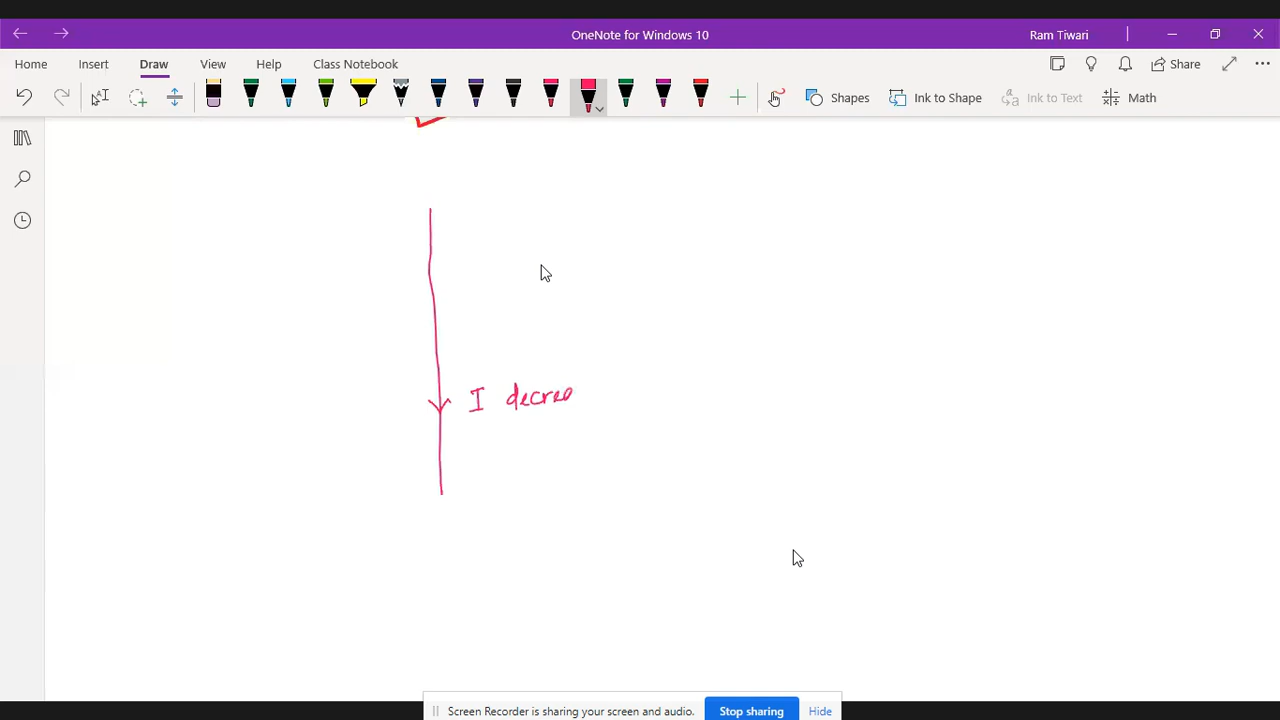 OneNote for Windows 10
Ram Tiwari
Home Insert Draw View Help Class Notebook
Share
Shapes
Ink to Shape
Ink to Text
Math
I decrea
Screen Recorder is sharing your screen and audio.
Stop sharing
Hide